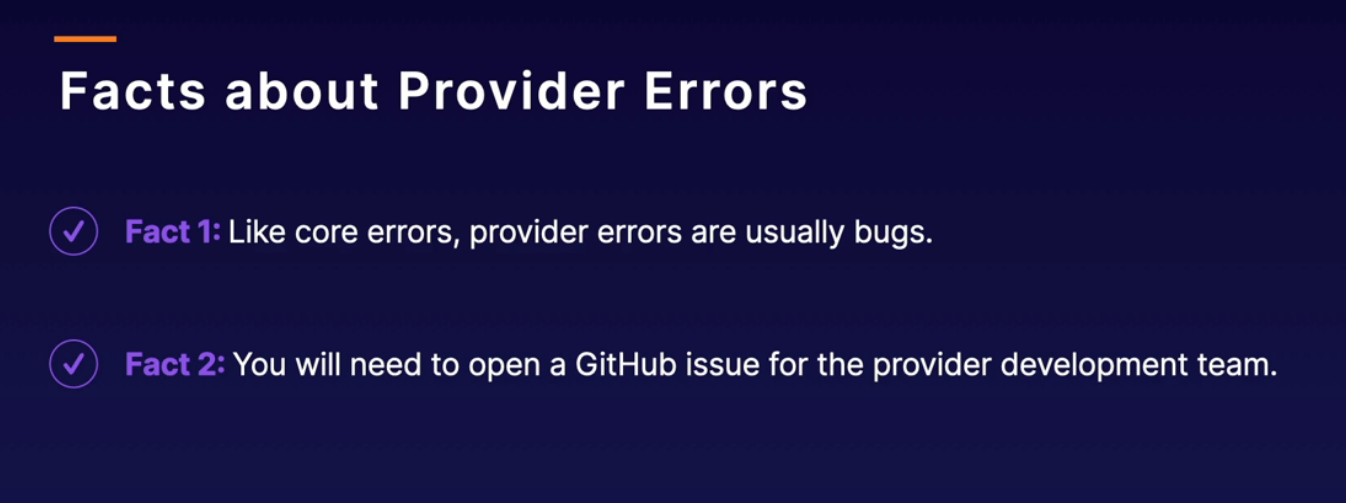 Facts about Provider Errors
Fact 1: Like core errors, provider errors are usually bugs.
Fact 2: You will need to open a GitHub issue for the provider development team.